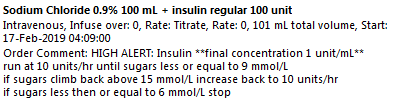 Sodium Chloride 0.9% 100 mL + insulin regular 100 unit
Intravenous, Infuse over: 0, Rate: Titrate, Rate: 0, 101 mL total volume, Start:
17-Feb-2019 04:09:00
Order Comment: HIGH ALERT: Insulin **final concentration 1 unit/mL**
run at 10 units/hr until sugars less or equal to 9 mmol/L
if sugars climb back above 15 mmol/L increase back to 10 units/hr
if sugars less then or equal to 6 mmol/L stop